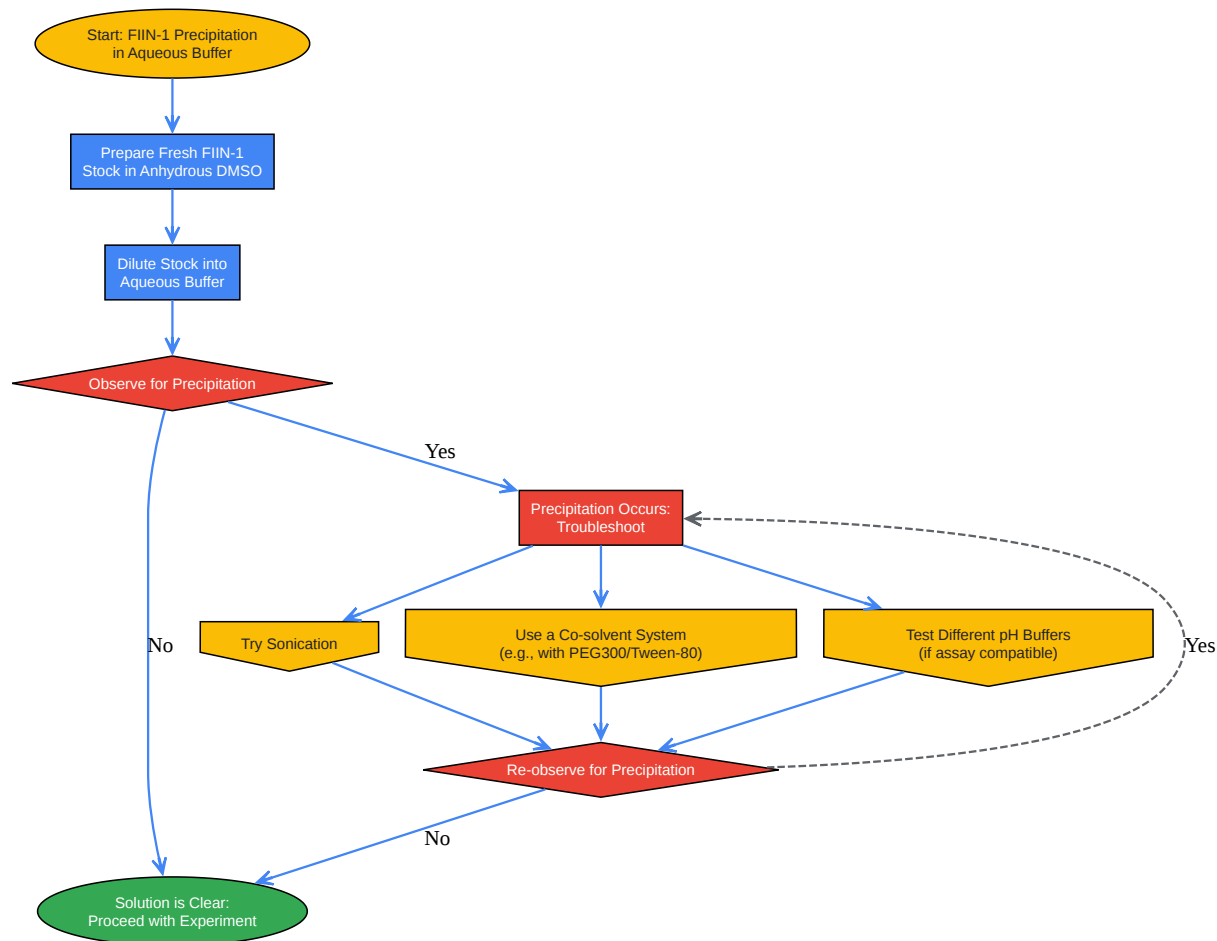 Start: FIIN-1 Precipitation
in Aqueous Buffer
Prepare Fresh FIIN-1
Stock in Anhydrous DMSO
Dilute Stock into
Aqueous Buffer
Observe for Precipitation
Yes
Precipitation Occurs:
Troubleshoot
No
Try Sonication
Use a Co-solvent System
(e.g., with PEG300/Tween-80)
Test Different pH Buffers
(if assay compatible)
Yes
Re-observe for Precipitation
No
Solution is Clear:
Proceed with Experiment